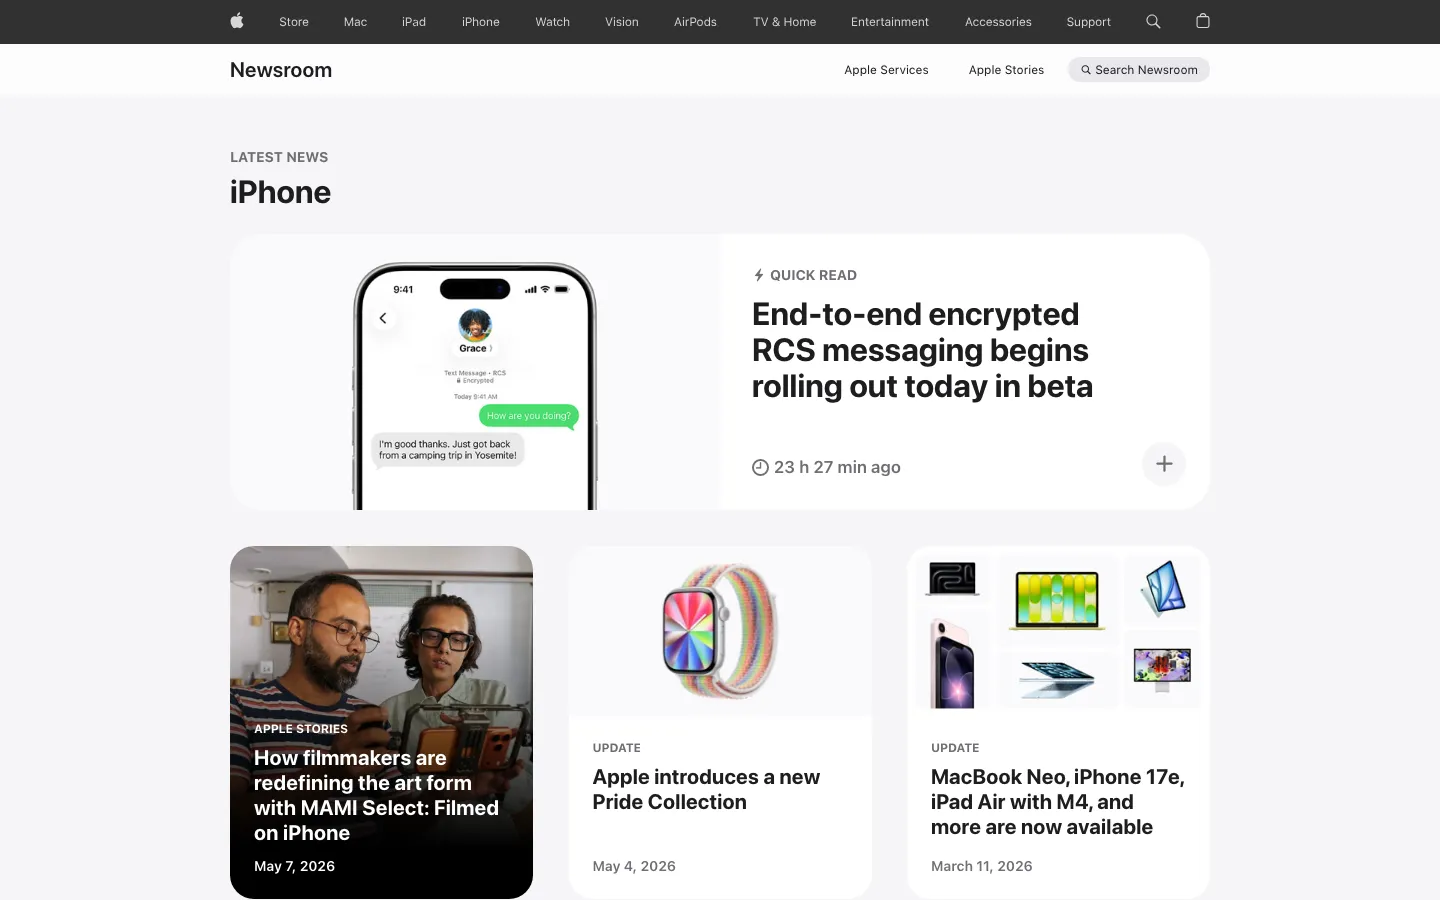 Store Mac iPad iPhone Watch Vision AirPods TV & Home Entertainment Accessories Support
Newsroom
Apple Services Apple Stories Search Newsroom
LATEST NEWS
iPhone
9:41
Grace
Text Message • RCS
Encrypted
Today 9:41 AM
How are you doing?
I'm good thanks. Just got back
from a camping trip in Yosemite!
QUICK READ
End-to-end encrypted
RCS messaging begins
rolling out today in beta
23 h 27 min ago
APPLE STORIES
How filmmakers are
redefining the art form
with MAMI Select: Filmed
on iPhone
May 7, 2026
UPDATE
Apple introduces a new
Pride Collection
May 4, 2026
UPDATE
MacBook Neo, iPhone 17e,
iPad Air with M4, and
more are now available
March 11, 2026